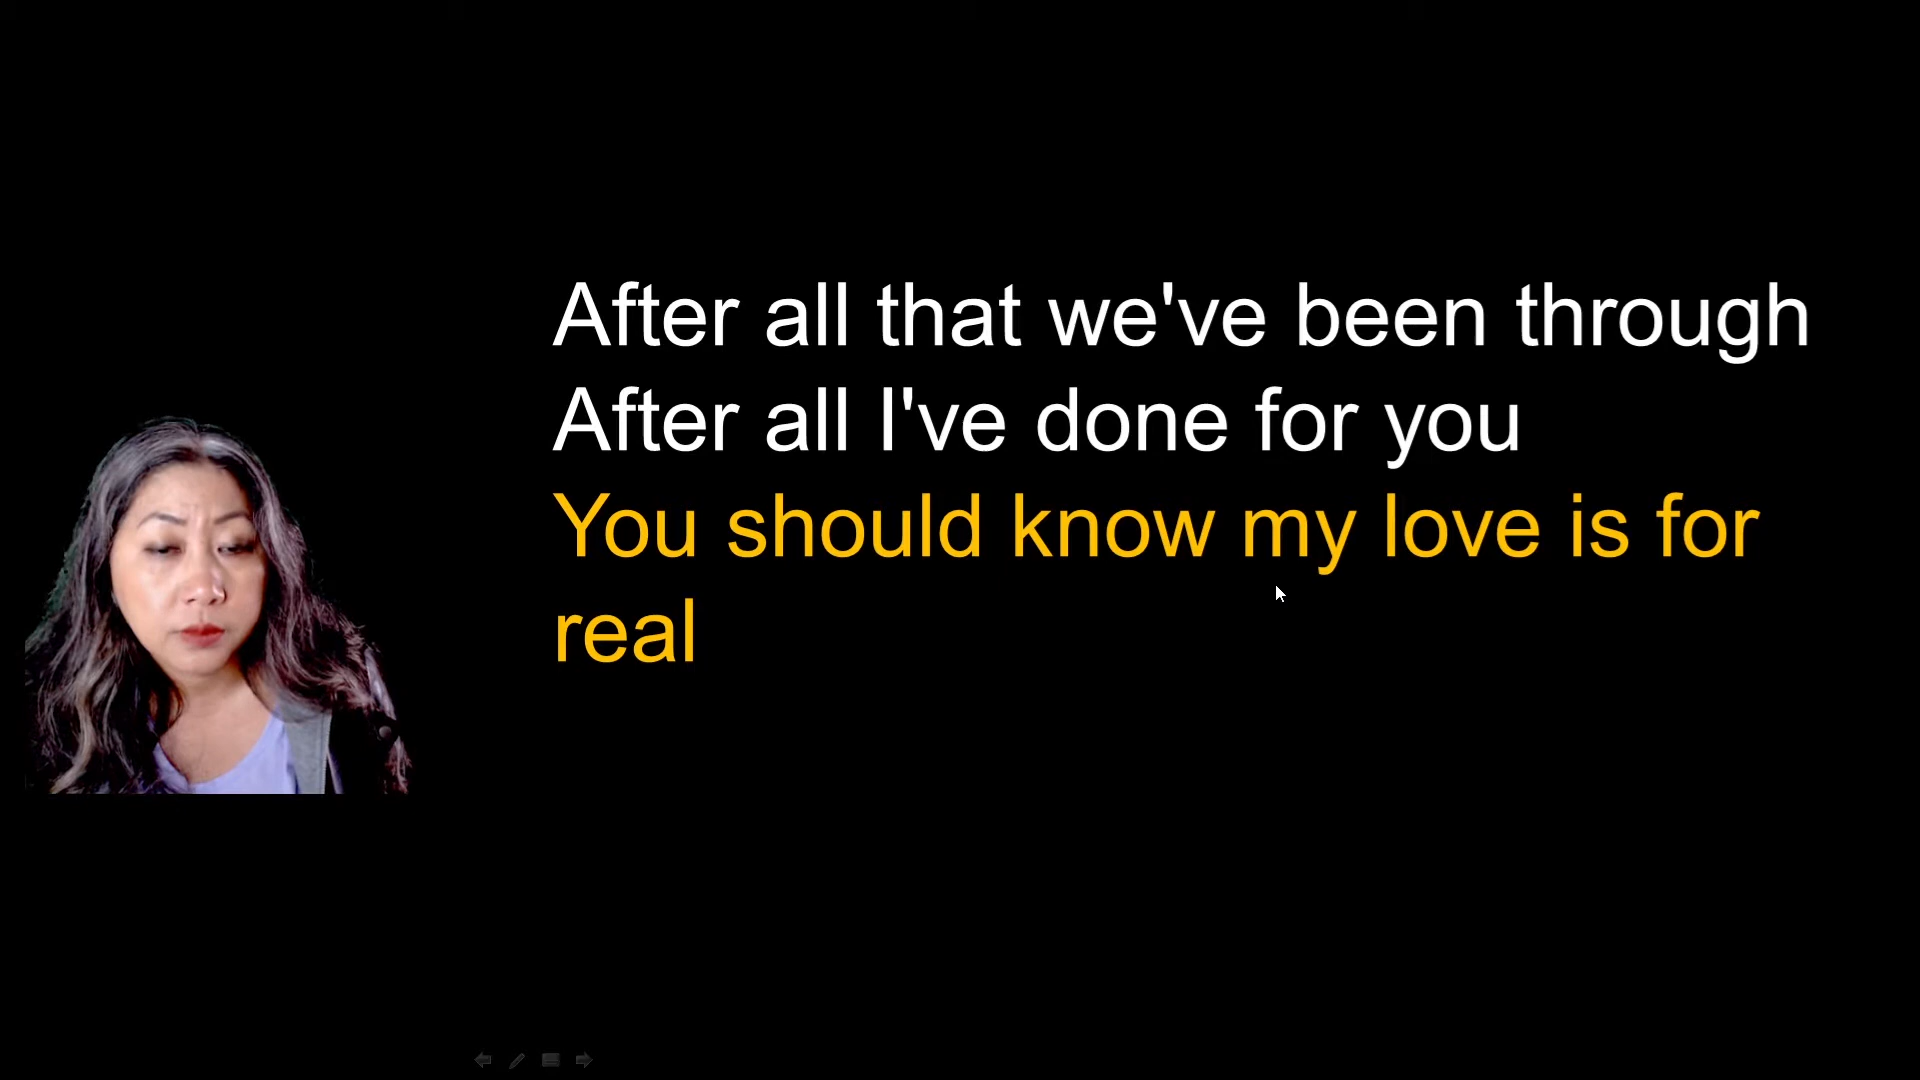 After all that we've been through
After all I've done for you
You should know my love is for
real